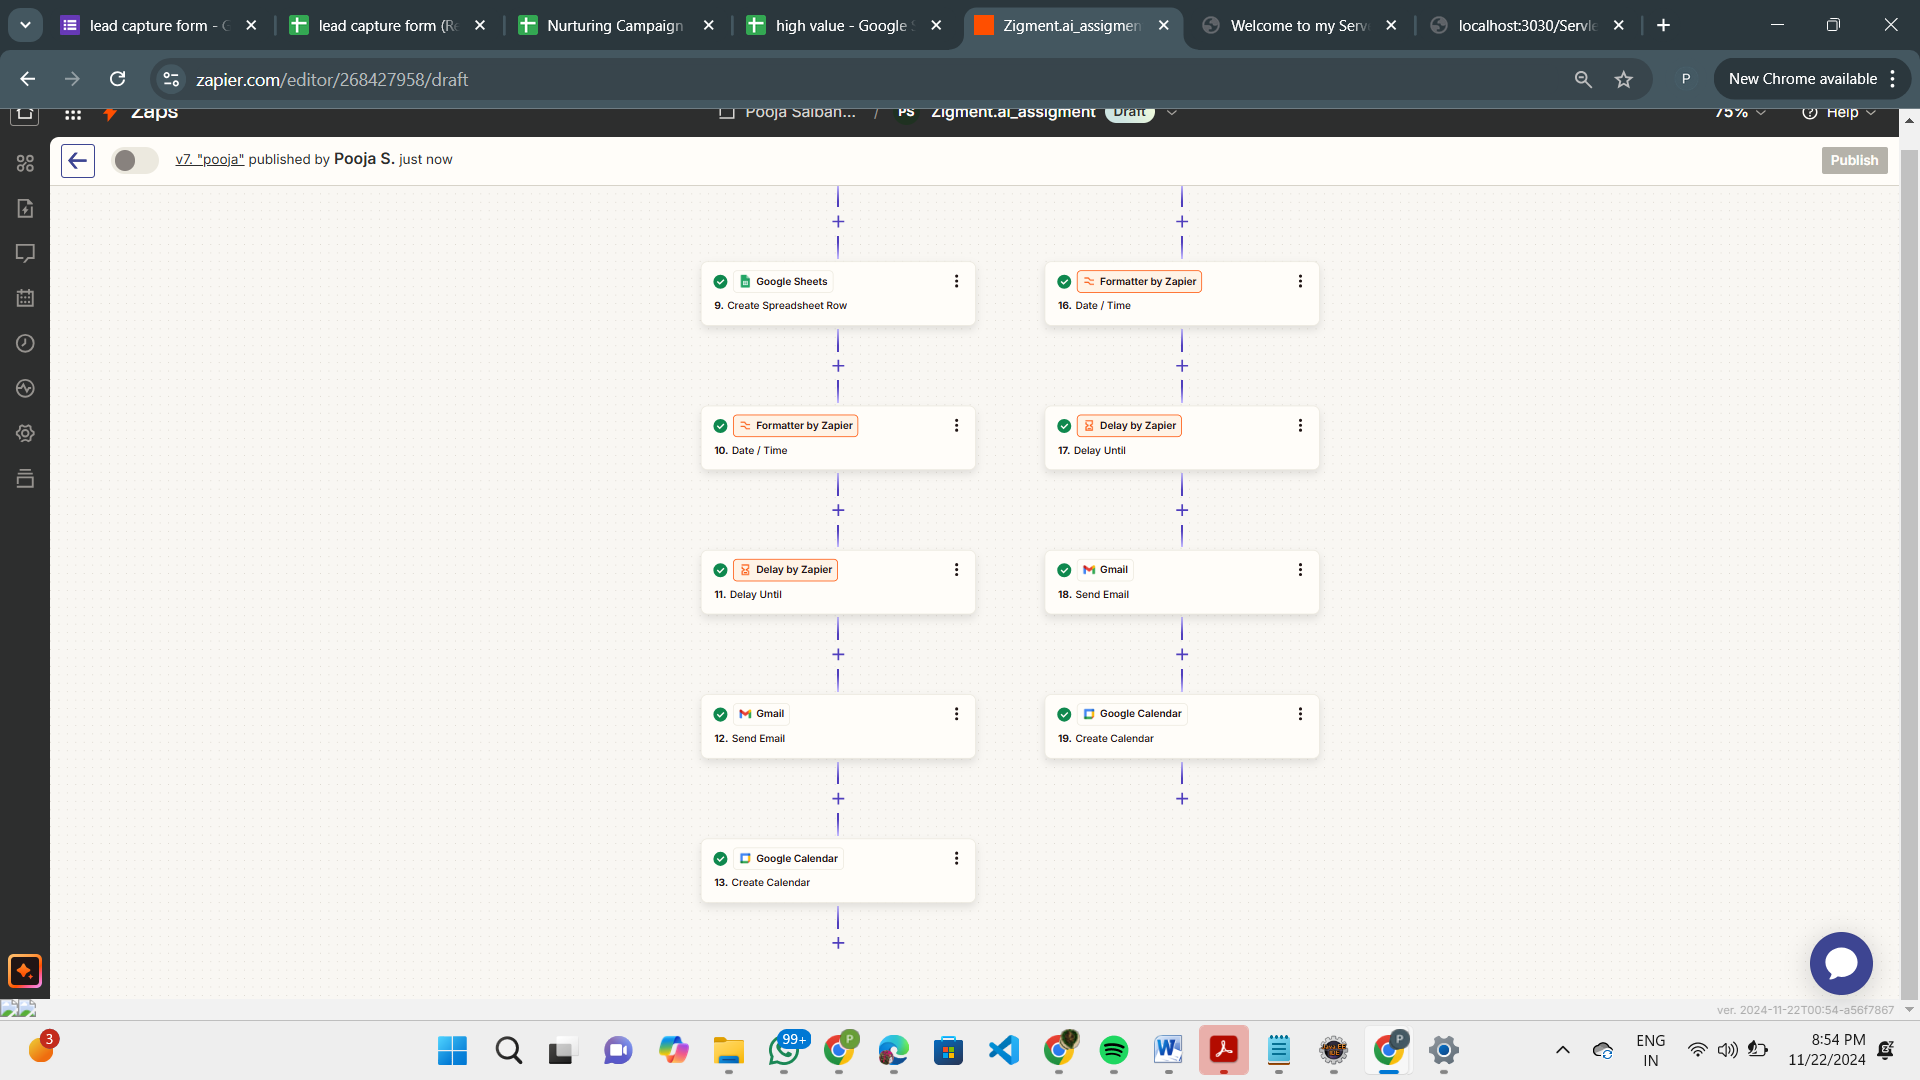 lead capture form - G
lead capture form (Re
Nurturing Campaign
high value - Google S
Zigment.ai_assigmen
Welcome to my Serv
localhost:3030/Servle
zapier.com/editor/268427958/draft
P
New Chrome available
Zaps
Pooja Salban... / PS Zigment.ai_assigment Draft
75%
Help
v7. "pooja" published by Pooja S. just now
Publish
Google Sheets
9. Create Spreadsheet Row
Formatter by Zapier
16. Date / Time
Formatter by Zapier
10. Date / Time
Delay by Zapier
17. Delay Until
Delay by Zapier
11. Delay Until
Gmail
18. Send Email
Gmail
12. Send Email
Google Calendar
19. Create Calendar
Google Calendar
13. Create Calendar
ver. 2024-11-22T00:54-a56f7867
3
99+
P
P
ENG
IN
8:54 PM
11/22/2024